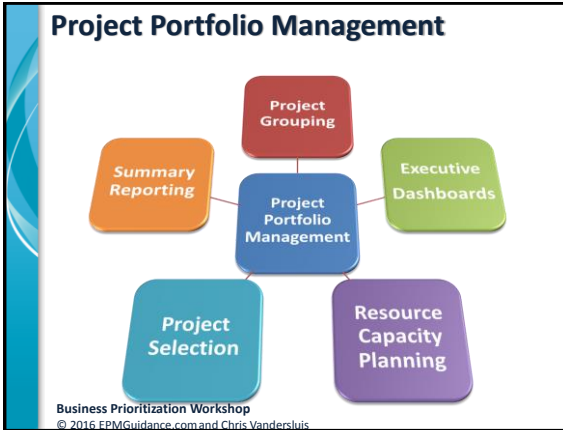 Project Portfolio Management
Project
Grouping
Summary
Reporting
Executive
Dashboards
Project
Portfolio
Management
Project
Selection
Resource
Capacity
Planning
Business Prioritization Workshop
© 2016 EPMGuidance.com and Chris Vandersluis